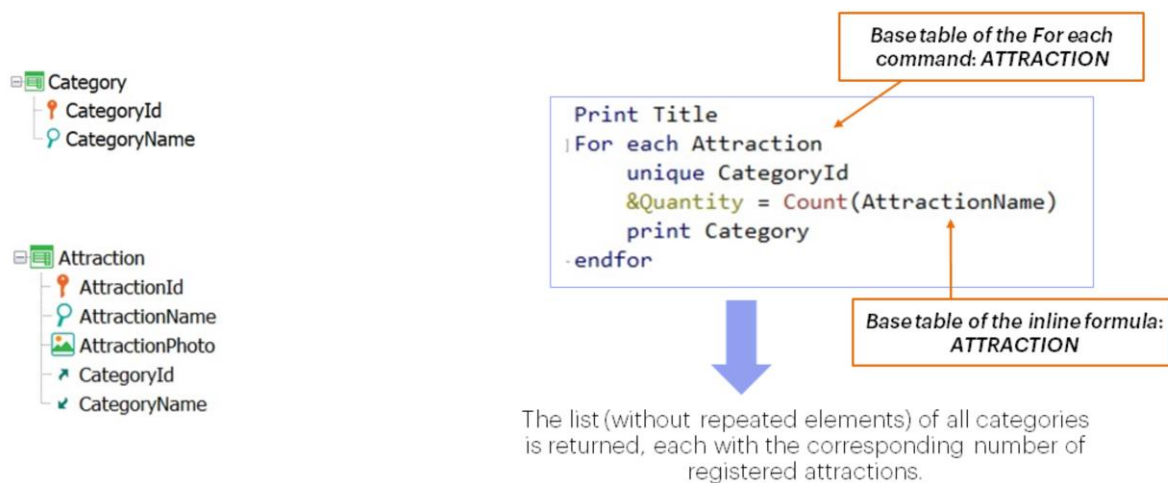 Category
CategoryId
CategoryName
Attraction
AttractionId
AttractionName
AttractionPhoto
CategoryId
CategoryName
Base table of the For each
command: ATTRACTION
Print Title
For each Attraction
unique CategoryId
&Quantity = Count(AttractionName)
print Category
endfor
Base table of the inline formula:
ATTRACTION
The list (without repeated elements) of all categories
is returned, each with the corresponding number of
registered attractions.